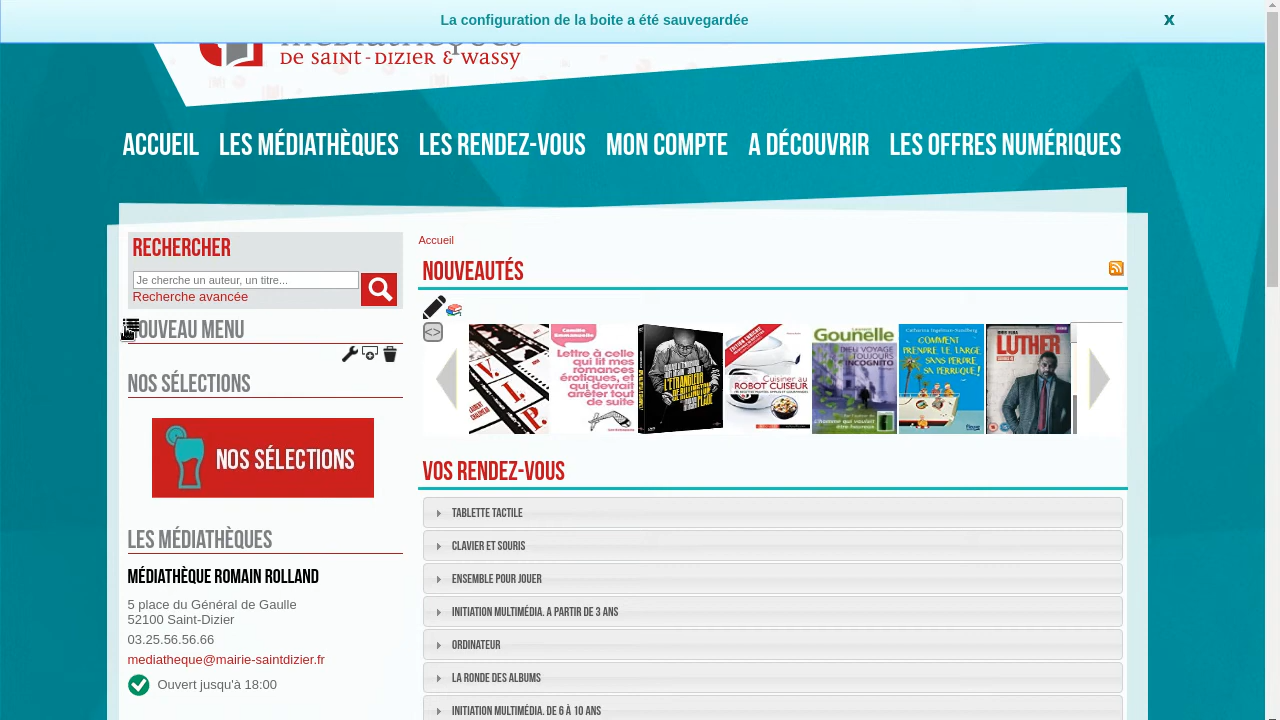 La configuration de la boite a été sauvegardée
x
DE SAINT-DIZIER & WASSY
ACCUEIL LES MÉDIATHÈQUES LES RENDEZ-VOUS MON COMPTE A DÉCOUVRIR LES OFFRES NUMÉRIQUES
RECHERCHER
Je cherche un auteur, un titre...
Recherche avancée
OUVEAU MENU
NOS SÉLECTIONS
NOS SÉLECTIONS
LES MÉDIATHÈQUES
MÉDIATHÈQUE ROMAIN ROLLAND
5 place du Général de Gaulle
52100 Saint-Dizier
03.25.56.56.66
mediatheque@mairie-saintdizier.fr
Ouvert jusqu'à 18:00
Accueil
NOUVEAUTÉS
<>
V.I.P.
Lettre à celle
qui lit mes
romances
érotiques, et
qui devrait
arrêter tout
de suite
Cuisiner au
ROBOT CUISEUR
Gounelle
DIEU VOYAGE
TOUJOURS
INCOGNITO
COMMENT
PRENDRE LE LARGE
SANS PERDRE
SA PERRUQUE!
LUTHER
VOS RENDEZ-VOUS
TABLETTE TACTILE
CLAVIER ET SOURIS
ENSEMBLE POUR JOUER
INITIATION MULTIMÉDIA. A PARTIR DE 3 ANS
ORDINATEUR
LA RONDE DES ALBUMS
INITIATION MULTIMÉDIA. DE 6 À 10 ANS